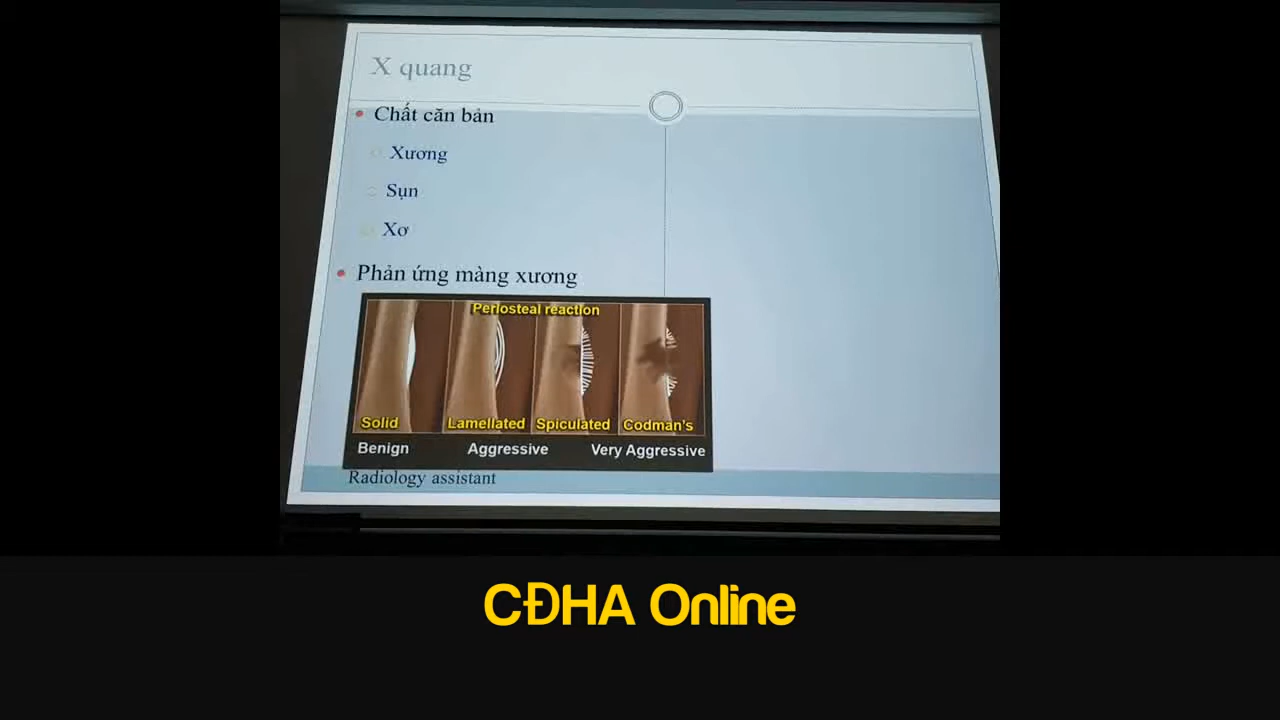 X quang
Chất căn bản
Xương
Sụn
Xơ
Phản ứng màng xương
Periosteal reaction
Solid Lamellated Spiculated Codman's
Benign Aggressive Very Aggressive
Radiology assistant
CĐHA Online